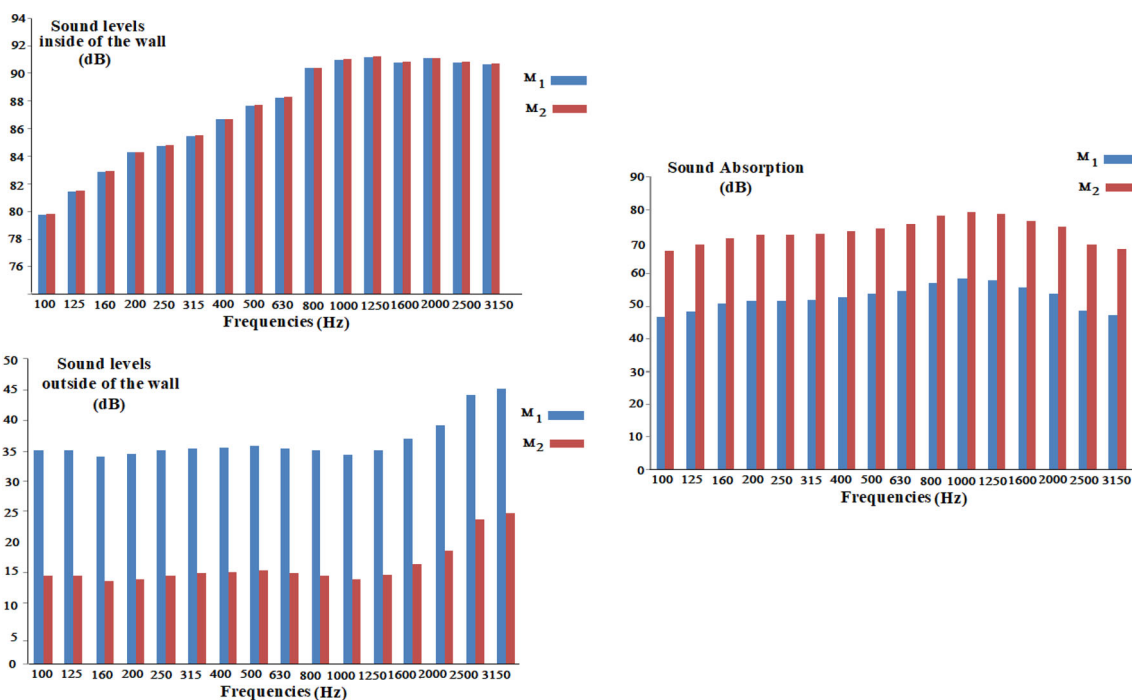 Sound levels
inside of the wall
(dB)
94
92
90
88
86
84
82
80
78
76
M1
M2
100 125 160 200 250 315 400 500 630 800 1000 1250 1600 2000 2500 3150
Frequencies (Hz)
Sound levels
outside of the wall
(dB)
50
45
40
35
30
25
20
15
10
5
0
M1
M2
100 125 160 200 250 315 400 500 630 800 1000 1250 1600 2000 2500 3150
Frequencies (Hz)
Sound Absorption
(dB)
M1
M2
90
80
70
60
50
40
30
20
10
0
100 125 160 200 250 315 400 500 630 800 1000 1250 1600 2000 2500 3150
Frequencies (Hz)